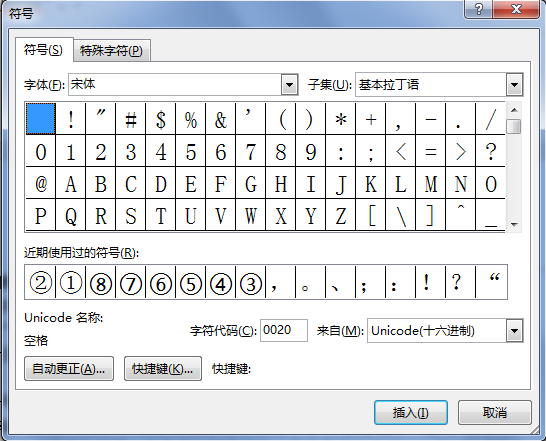 符号
符号(S) 特殊字符(P)
字体(F): 宋体 子集(U): 基本拉丁语
! " # $ % & ' ( ) * + , - . /
0 1 2 3 4 5 6 7 8 9 : ; < = > ?
@ A B C D E F G H I J K L M N O
P Q R S T U V W X Y Z [ \ ] ^ _
近期使用过的符号(R):
② ① ⑧ ⑦ ⑥ ⑤ ④ ③ ， 。 、 ； ： ！ ？ “
Unicode 名称:
空格
字符代码(C): 0020 来自(M): Unicode(十六进制)
自动更正(A)... 快捷键(K)... 快捷键:
插入(I) 取消